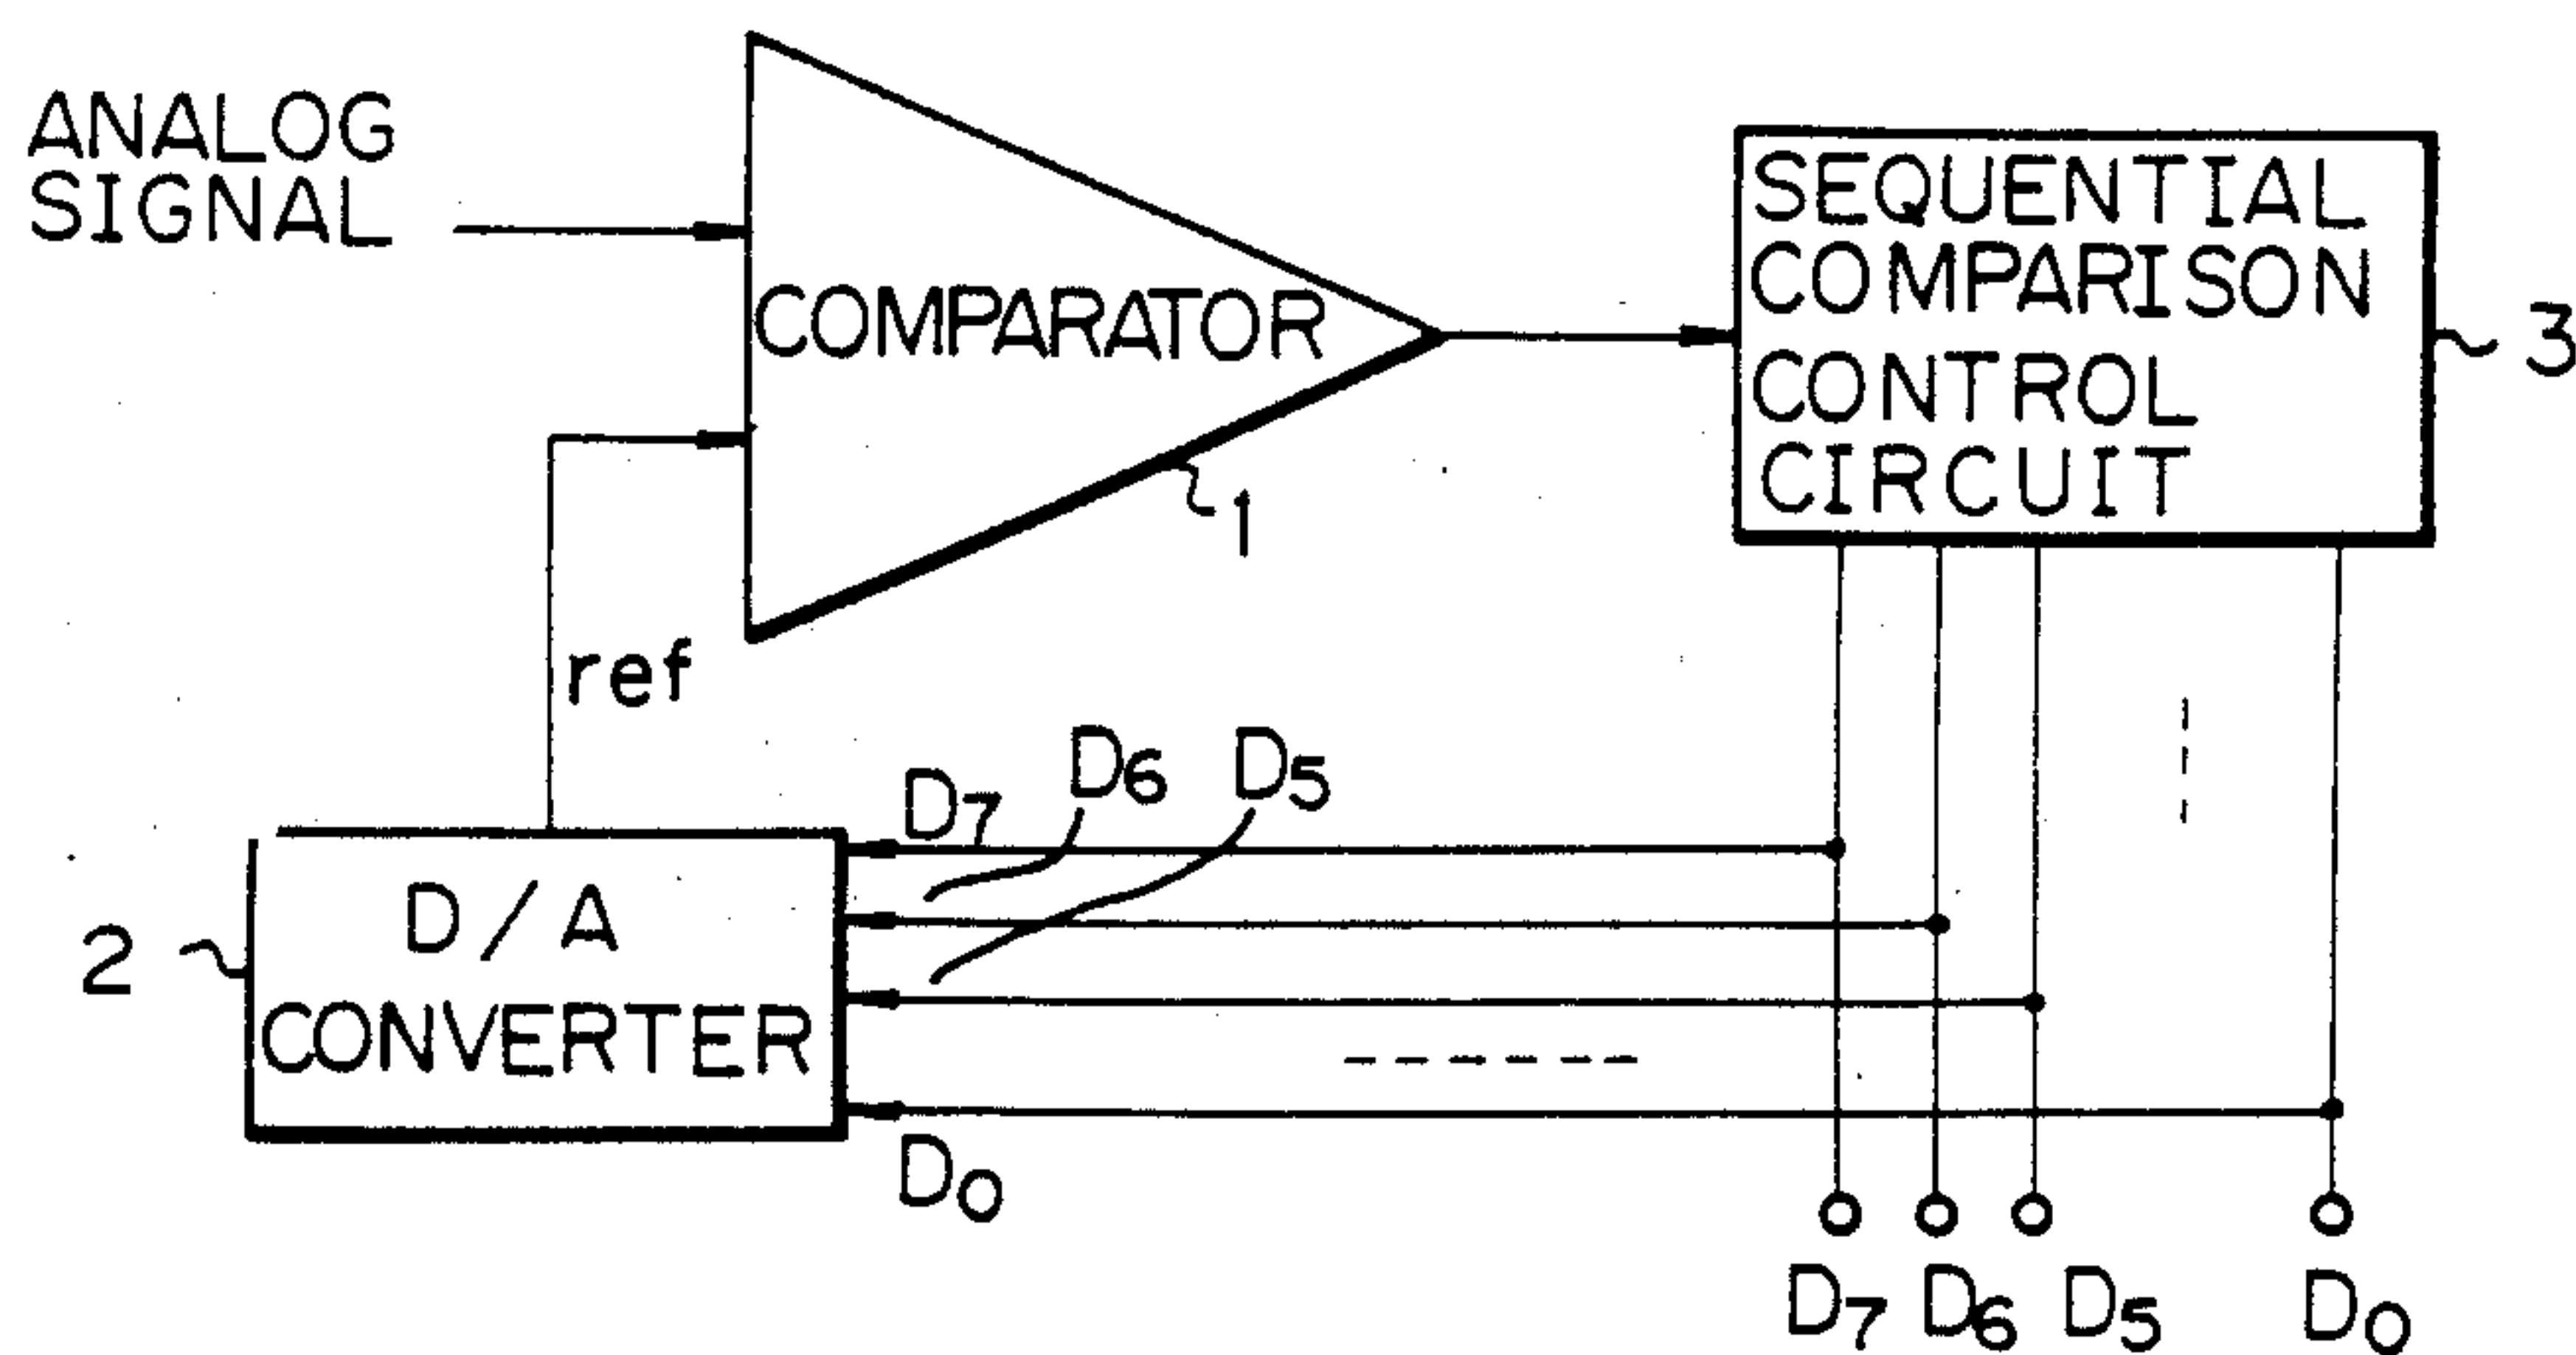 ANALOG
SIGNAL
COMPARATOR
1
SEQUENTIAL
COMPARISON
CONTROL
CIRCUIT
3
ref
D7
D6
D5
2
D/A
CONVERTER
D0
D7 D6 D5 D0